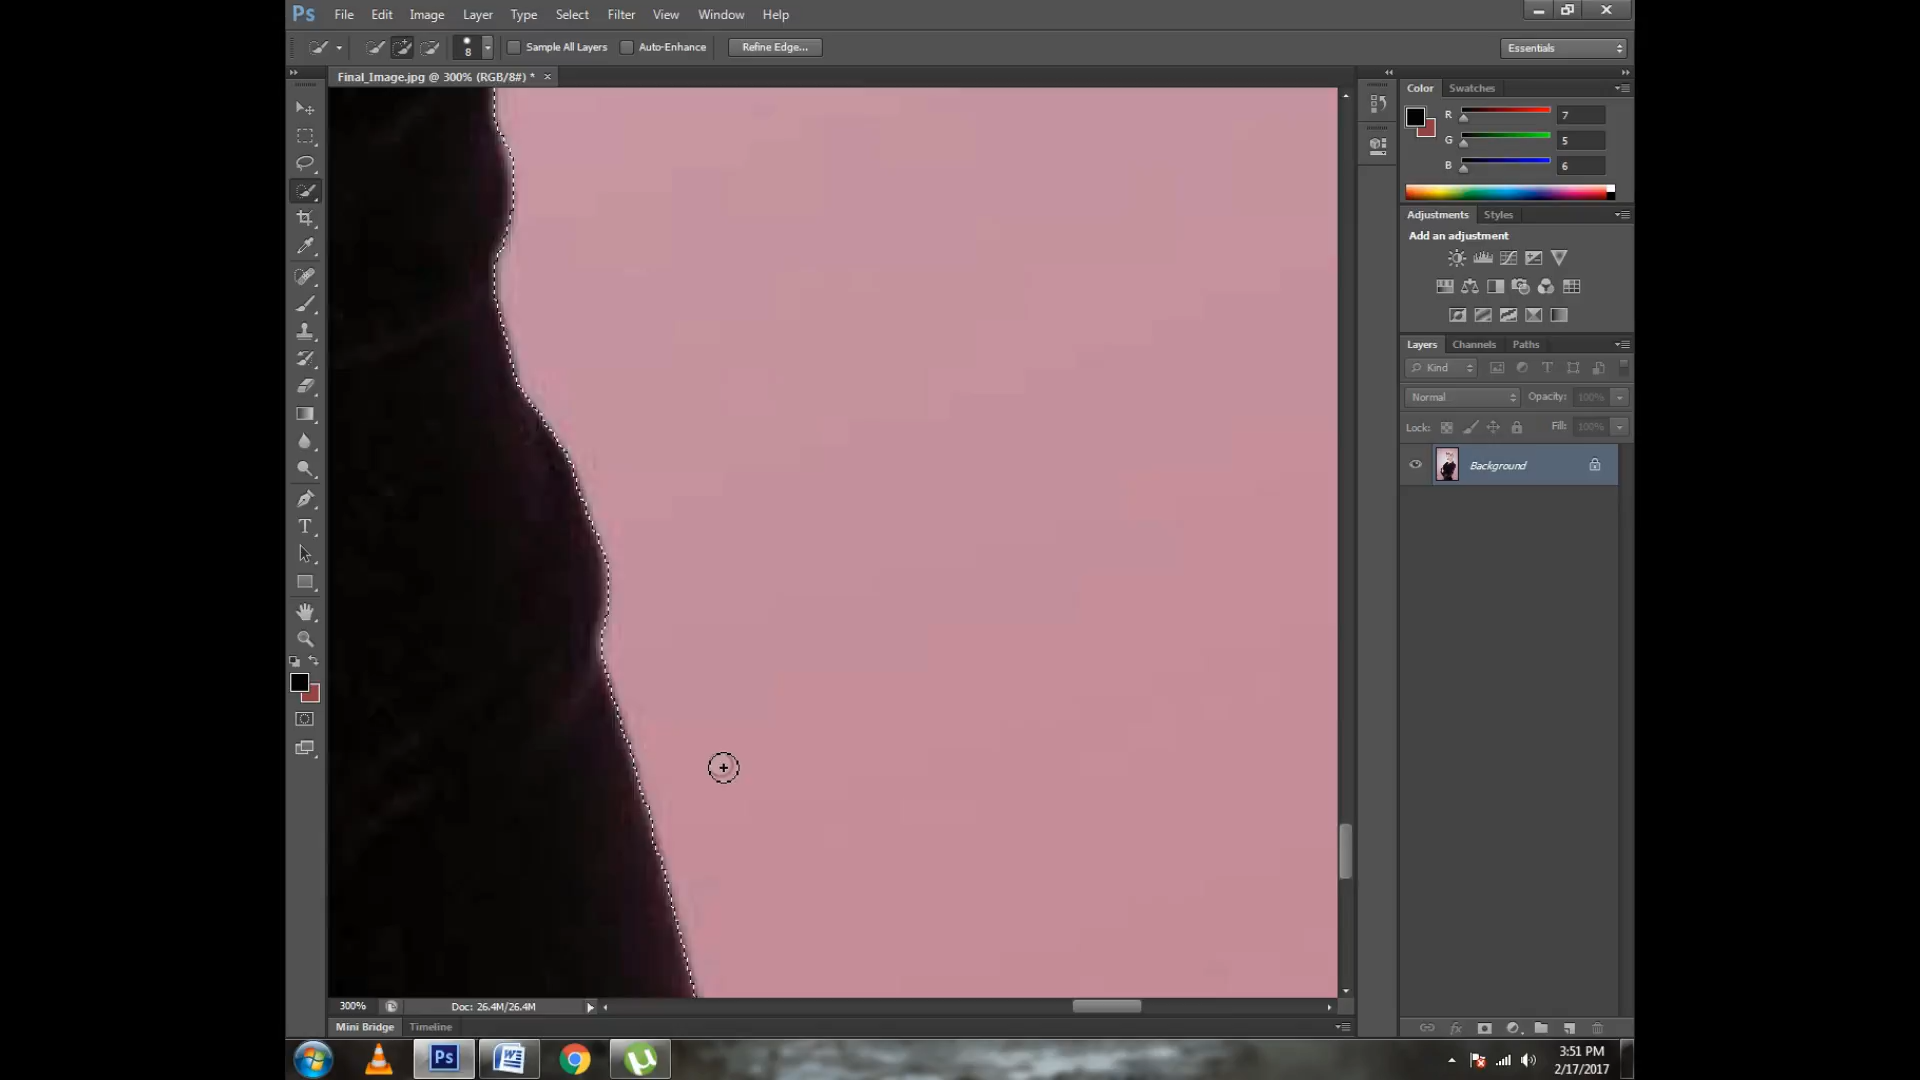 Ps File Edit Image Layer Type Select Filter View Window Help
8 Sample All Layers Auto-Enhance Refine Edge... Essentials
Final_Image.jpg @ 300% (RGB/8#) * ×
Color Swatches
R 7
G 5
B 6
Adjustments Styles
Add an adjustment
Layers Channels Paths
Kind
Normal Opacity: 100%
Lock: Fill: 100%
Background
T
300% Doc: 26.4M/26.4M
Mini Bridge Timeline
Ps W
3:51 PM
2/17/2017